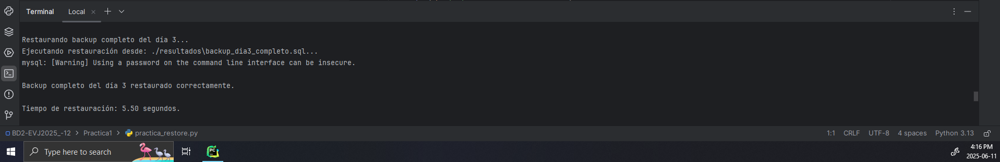 Terminal Local
Restaurando backup completo del día 3...
Ejecutando restauración desde: ./resultados\backup_dia3_completo.sql...
mysql: [Warning] Using a password on the command line interface can be insecure.
Backup completo del día 3 restaurado correctamente.
Tiempo de restauración: 5.50 segundos.
BD2-EVJ2025_-12 > Practica1 > practica_restore.py 1:1 CRLF UTF-8 4 spaces Python 3.13
Type here to search
PC
4:16 PM
2025-06-11